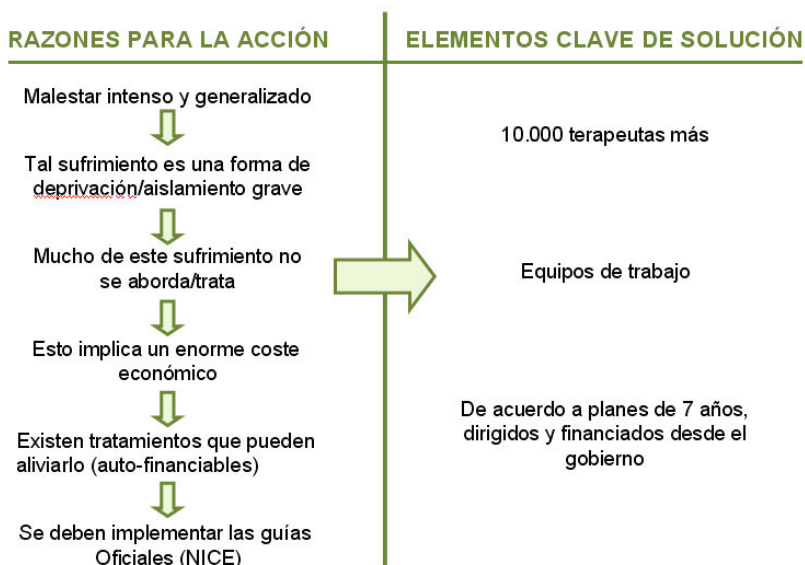 RAZONES PARA LA ACCIÓN
Malestar intenso y generalizado
Tal sufrimiento es una forma de
deprivación/aislamiento grave
Mucho de este sufrimiento no
se aborda/trata
Esto implica un enorme coste
económico
Existen tratamientos que pueden
aliviarlo (auto-financiables)
Se deben implementar las guías
Oficiales (NICE)
ELEMENTOS CLAVE DE SOLUCIÓN
10.000 terapeutas más
Equipos de trabajo
De acuerdo a planes de 7 años,
dirigidos y financiados desde el
gobierno